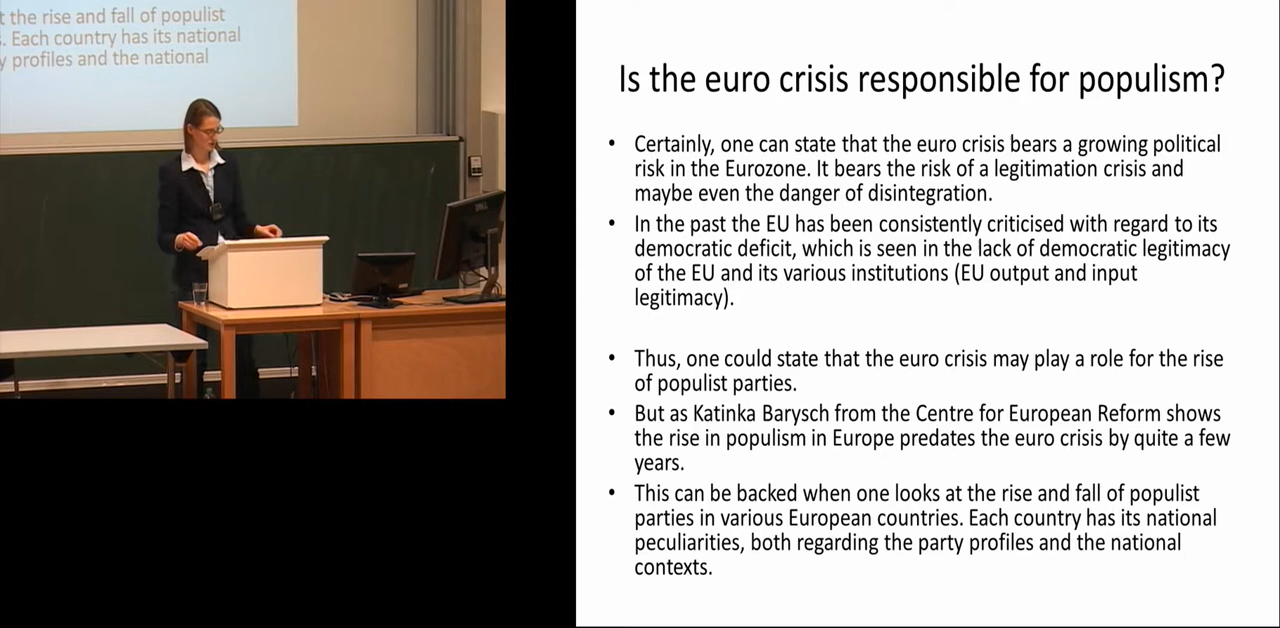 t the rise and fall of populist
. Each country has its national
y profiles and the national
DELL
Is the euro crisis responsible for populism?
• Certainly, one can state that the euro crisis bears a growing political
risk in the Eurozone. It bears the risk of a legitimation crisis and
maybe even the danger of disintegration.
• In the past the EU has been consistently criticised with regard to its
democratic deficit, which is seen in the lack of democratic legitimacy
of the EU and its various institutions (EU output and input
legitimacy).
• Thus, one could state that the euro crisis may play a role for the rise
of populist parties.
• But as Katinka Barysch from the Centre for European Reform shows
the rise in populism in Europe predates the euro crisis by quite a few
years.
• This can be backed when one looks at the rise and fall of populist
parties in various European countries. Each country has its national
peculiarities, both regarding the party profiles and the national
contexts.